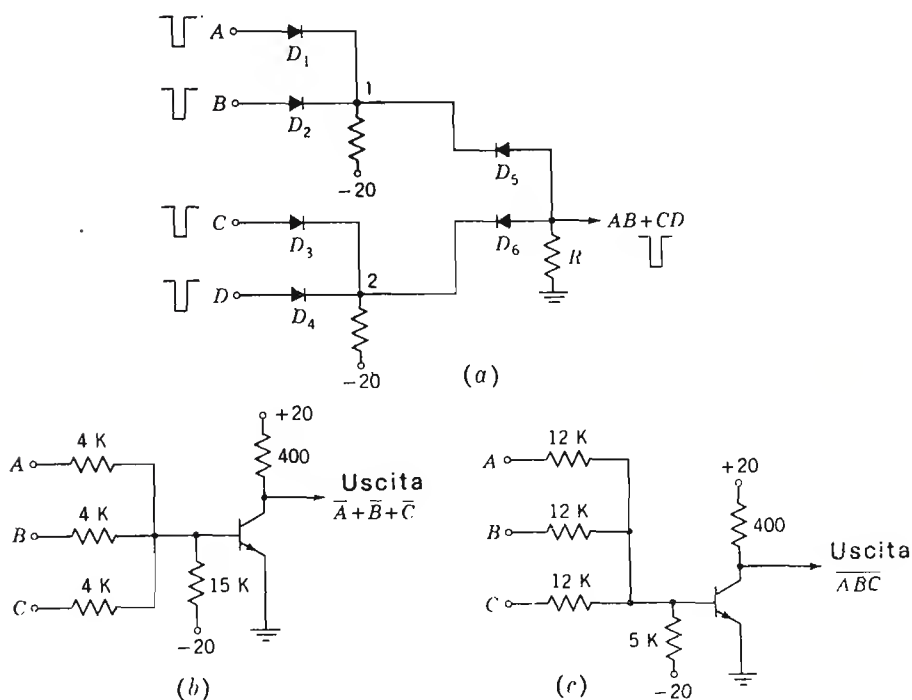 A
D₁
1
B
D₂
−20
D₅
C
D₃
AB + CD
D₆
R
2
D
D₄
−20
(a)
+20
4 K
400
A
Uscita
A̅ + B̅ + C̅
4 K
B
4 K
15 K
C
−20
(b)
12 K
A
+20
12 K
400
B
Uscita
A̅B̅C̅
12 K
C
5 K
−20
(c)